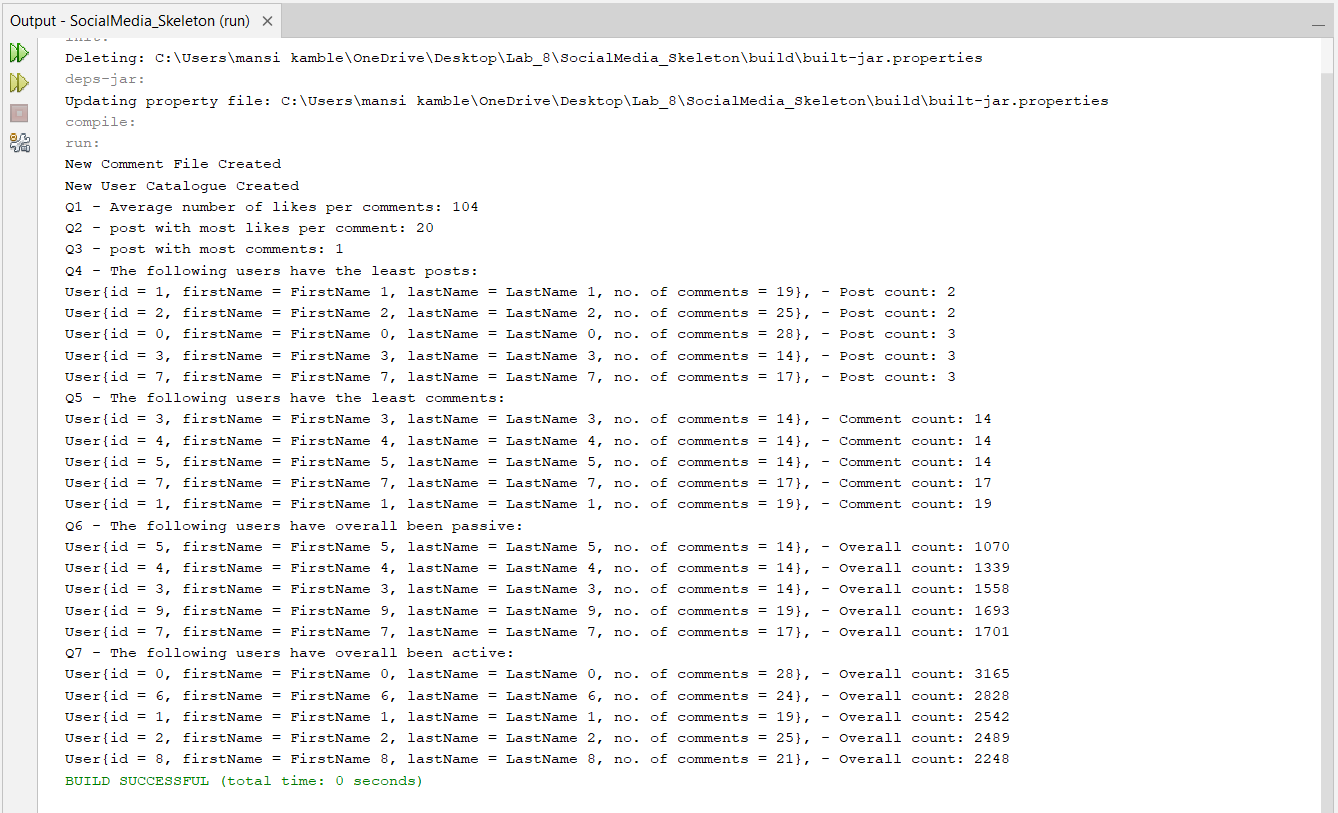 Output - SocialMedia_Skeleton (run) ×
init:
Deleting: C:\Users\mansi kamble\OneDrive\Desktop\Lab_8\SocialMedia_Skeleton\build\built-jar.properties
deps-jar:
Updating property file: C:\Users\mansi kamble\OneDrive\Desktop\Lab_8\SocialMedia_Skeleton\build\built-jar.properties
compile:
run:
New Comment File Created
New User Catalogue Created
Q1 - Average number of likes per comments: 104
Q2 - post with most likes per comment: 20
Q3 - post with most comments: 1
Q4 - The following users have the least posts:
User{id = 1, firstName = FirstName 1, lastName = LastName 1, no. of comments = 19}, - Post count: 2
User{id = 2, firstName = FirstName 2, lastName = LastName 2, no. of comments = 25}, - Post count: 2
User{id = 0, firstName = FirstName 0, lastName = LastName 0, no. of comments = 28}, - Post count: 3
User{id = 3, firstName = FirstName 3, lastName = LastName 3, no. of comments = 14}, - Post count: 3
User{id = 7, firstName = FirstName 7, lastName = LastName 7, no. of comments = 17}, - Post count: 3
Q5 - The following users have the least comments:
User{id = 3, firstName = FirstName 3, lastName = LastName 3, no. of comments = 14}, - Comment count: 14
User{id = 4, firstName = FirstName 4, lastName = LastName 4, no. of comments = 14}, - Comment count: 14
User{id = 5, firstName = FirstName 5, lastName = LastName 5, no. of comments = 14}, - Comment count: 14
User{id = 7, firstName = FirstName 7, lastName = LastName 7, no. of comments = 17}, - Comment count: 17
User{id = 1, firstName = FirstName 1, lastName = LastName 1, no. of comments = 19}, - Comment count: 19
Q6 - The following users have overall been passive:
User{id = 5, firstName = FirstName 5, lastName = LastName 5, no. of comments = 14}, - Overall count: 1070
User{id = 4, firstName = FirstName 4, lastName = LastName 4, no. of comments = 14}, - Overall count: 1339
User{id = 3, firstName = FirstName 3, lastName = LastName 3, no. of comments = 14}, - Overall count: 1558
User{id = 9, firstName = FirstName 9, lastName = LastName 9, no. of comments = 19}, - Overall count: 1693
User{id = 7, firstName = FirstName 7, lastName = LastName 7, no. of comments = 17}, - Overall count: 1701
Q7 - The following users have overall been active:
User{id = 0, firstName = FirstName 0, lastName = LastName 0, no. of comments = 28}, - Overall count: 3165
User{id = 6, firstName = FirstName 6, lastName = LastName 6, no. of comments = 24}, - Overall count: 2828
User{id = 1, firstName = FirstName 1, lastName = LastName 1, no. of comments = 19}, - Overall count: 2542
User{id = 2, firstName = FirstName 2, lastName = LastName 2, no. of comments = 25}, - Overall count: 2489
User{id = 8, firstName = FirstName 8, lastName = LastName 8, no. of comments = 21}, - Overall count: 2248
BUILD SUCCESSFUL (total time: 0 seconds)